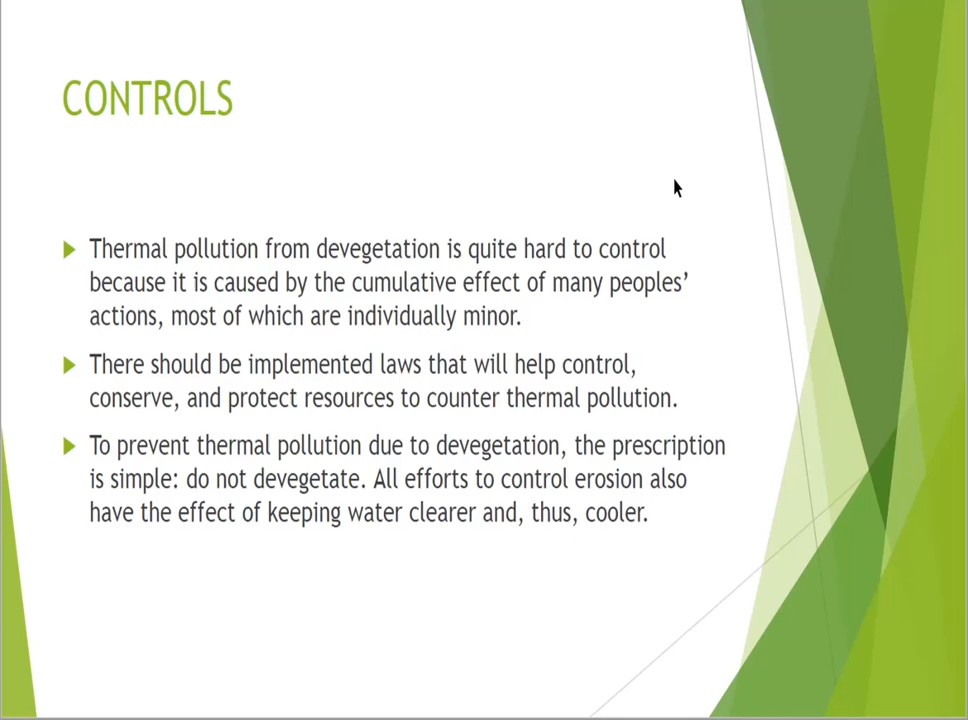 CONTROLS
Thermal pollution from devegetation is quite hard to control
because it is caused by the cumulative effect of many peoples’
actions, most of which are individually minor.
There should be implemented laws that will help control,
conserve, and protect resources to counter thermal pollution.
To prevent thermal pollution due to devegetation, the prescription
is simple: do not devegetate. All efforts to control erosion also
have the effect of keeping water clearer and, thus, cooler.